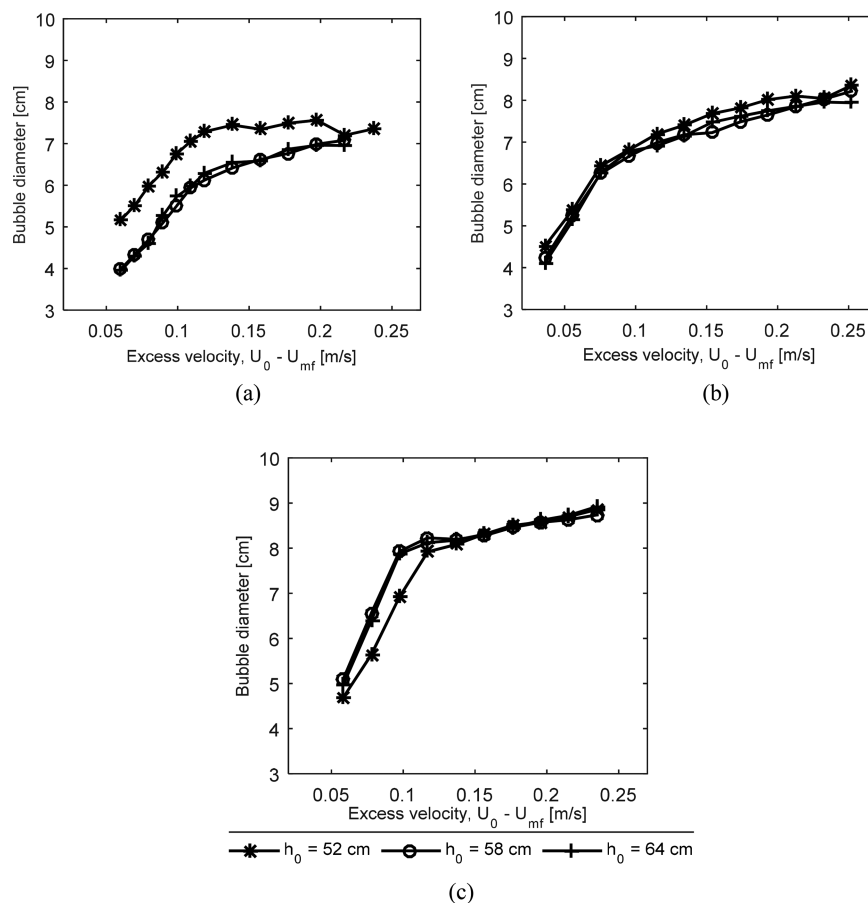 10
9
8
7
6
5
4
3
0.05 0.1 0.15 0.2 0.25
Bubble diameter [cm]
Excess velocity, U0 - Umf [m/s]
(a)
10
9
8
7
6
5
4
3
0.05 0.1 0.15 0.2 0.25
Bubble diameter [cm]
Excess velocity, U0 - Umf [m/s]
(b)
10
9
8
7
6
5
4
3
0.05 0.1 0.15 0.2 0.25
Bubble diameter [cm]
Excess velocity, U0 - Umf [m/s]
h0 = 52 cm h0 = 58 cm h0 = 64 cm
(c)